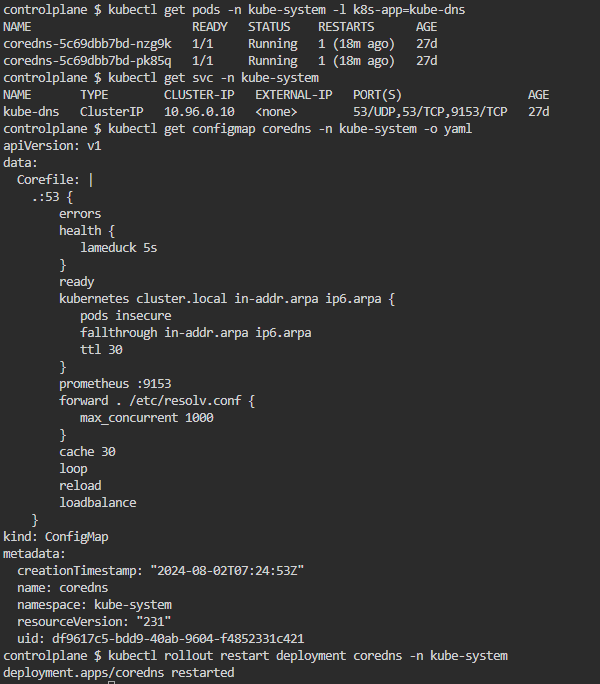 controlplane $ kubectl get pods -n kube-system -l k8s-app=kube-dns
NAME                       READY   STATUS    RESTARTS      AGE
coredns-5c69dbb7bd-nzg9k   1/1     Running   1 (18m ago)   27d
coredns-5c69dbb7bd-pk85q   1/1     Running   1 (18m ago)   27d
controlplane $ kubectl get svc -n kube-system
NAME       TYPE        CLUSTER-IP   EXTERNAL-IP   PORT(S)                  AGE
kube-dns   ClusterIP   10.96.0.10   <none>        53/UDP,53/TCP,9153/TCP   27d
controlplane $ kubectl get configmap coredns -n kube-system -o yaml
apiVersion: v1
data:
  Corefile: |
    .:53 {
        errors
        health {
           lameduck 5s
        }
        ready
        kubernetes cluster.local in-addr.arpa ip6.arpa {
           pods insecure
           fallthrough in-addr.arpa ip6.arpa
           ttl 30
        }
        prometheus :9153
        forward . /etc/resolv.conf {
           max_concurrent 1000
        }
        cache 30
        loop
        reload
        loadbalance
    }
kind: ConfigMap
metadata:
  creationTimestamp: "2024-08-02T07:24:53Z"
  name: coredns
  namespace: kube-system
  resourceVersion: "231"
  uid: df9617c5-bdd9-40ab-9604-f4852331c421
controlplane $ kubectl rollout restart deployment coredns -n kube-system
deployment.apps/coredns restarted